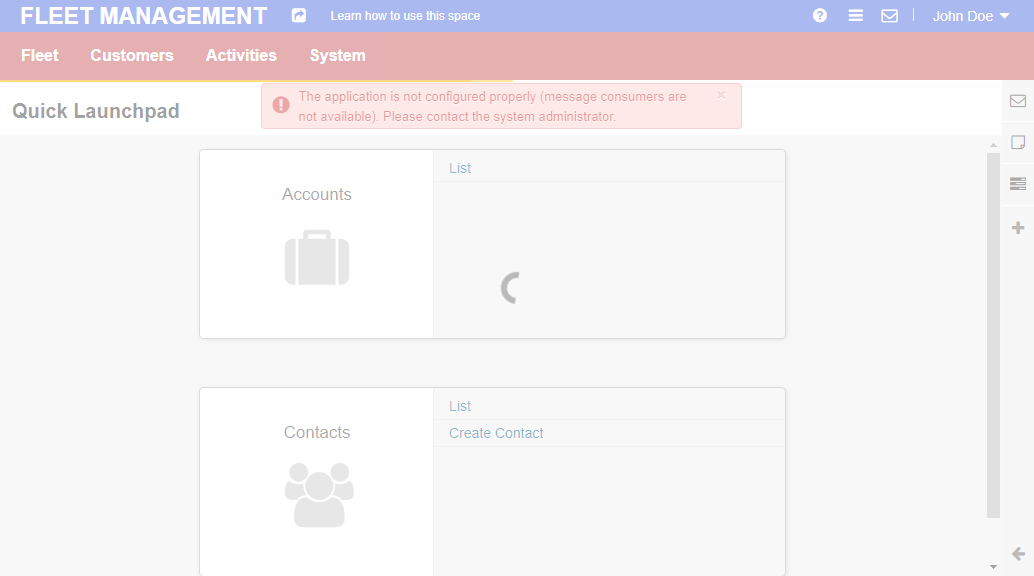 FLEET MANAGEMENT
Learn how to use this space
John Doe
Fleet
Customers
Activities
System
Quick Launchpad
The application is not configured properly (message consumers are
not available). Please contact the system administrator.
Accounts
List
Contacts
List
Create Contact